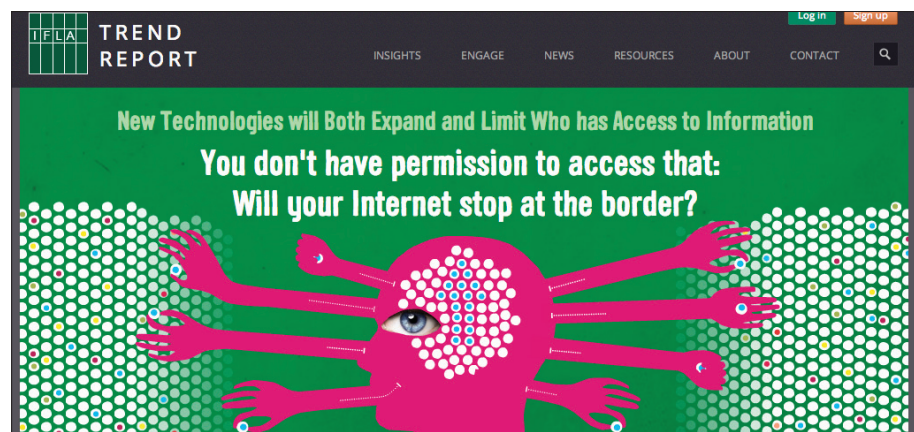 Log in Sign up
IFLA
TREND
REPORT
INSIGHTS ENGAGE NEWS RESOURCES ABOUT CONTACT
New Technologies will Both Expand and Limit Who has Access to Information
You don't have permission to access that:
Will your Internet stop at the border?